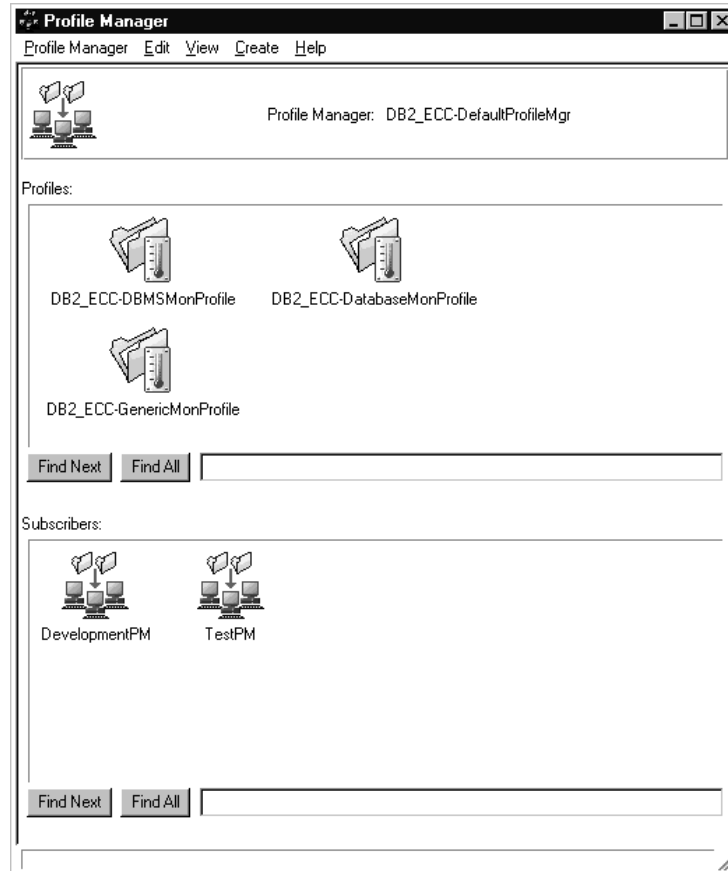 Profile Manager
Profile Manager Edit View Create Help
Profile Manager: DB2_ECC-DefaultProfileMgr
Profiles:
DB2_ECC-DBMSMonProfile DB2_ECC-DatabaseMonProfile
DB2_ECC-GenericMonProfile
Find Next Find All
Subscribers:
DevelopmentPM TestPM
Find Next Find All